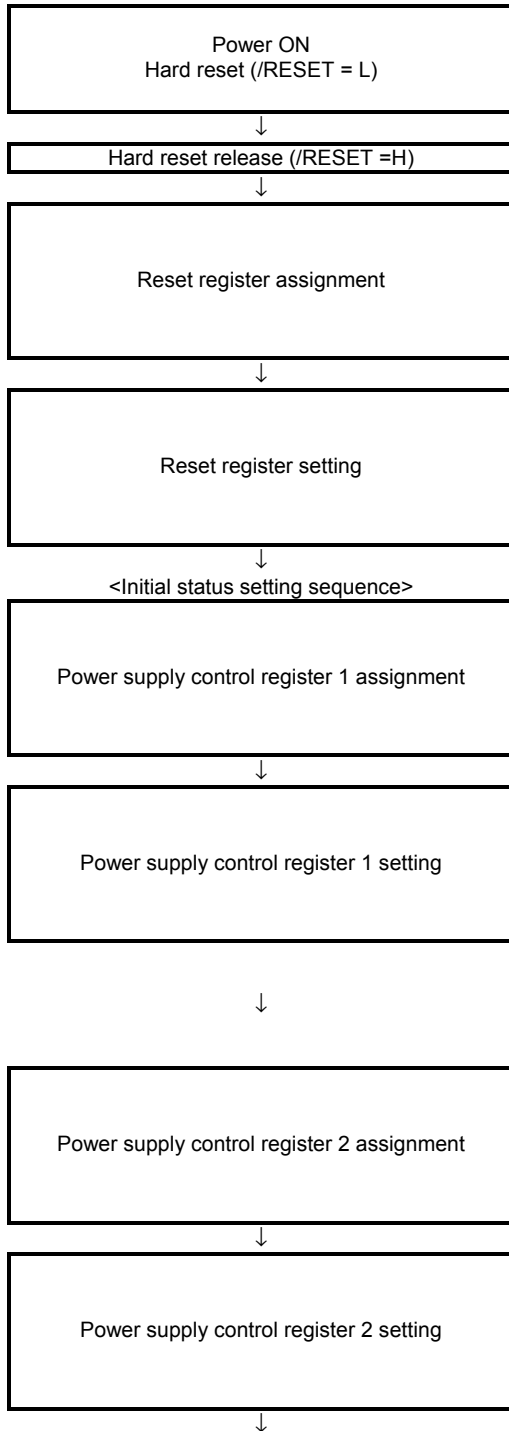 Power ON
Hard reset (/RESET = L)
↓
Hard reset release (/RESET =H)
↓
Reset register assignment
↓
Reset register setting
↓
<Initial status setting sequence>
Power supply control register 1 assignment
↓
Power supply control register 1 setting
↓
Power supply control register 2 assignment
↓
Power supply control register 2 setting
↓